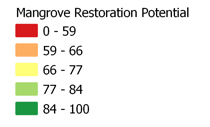 Mangrove Restoration Potential
0 - 59
59 - 66
66 - 77
77 - 84
84 - 100